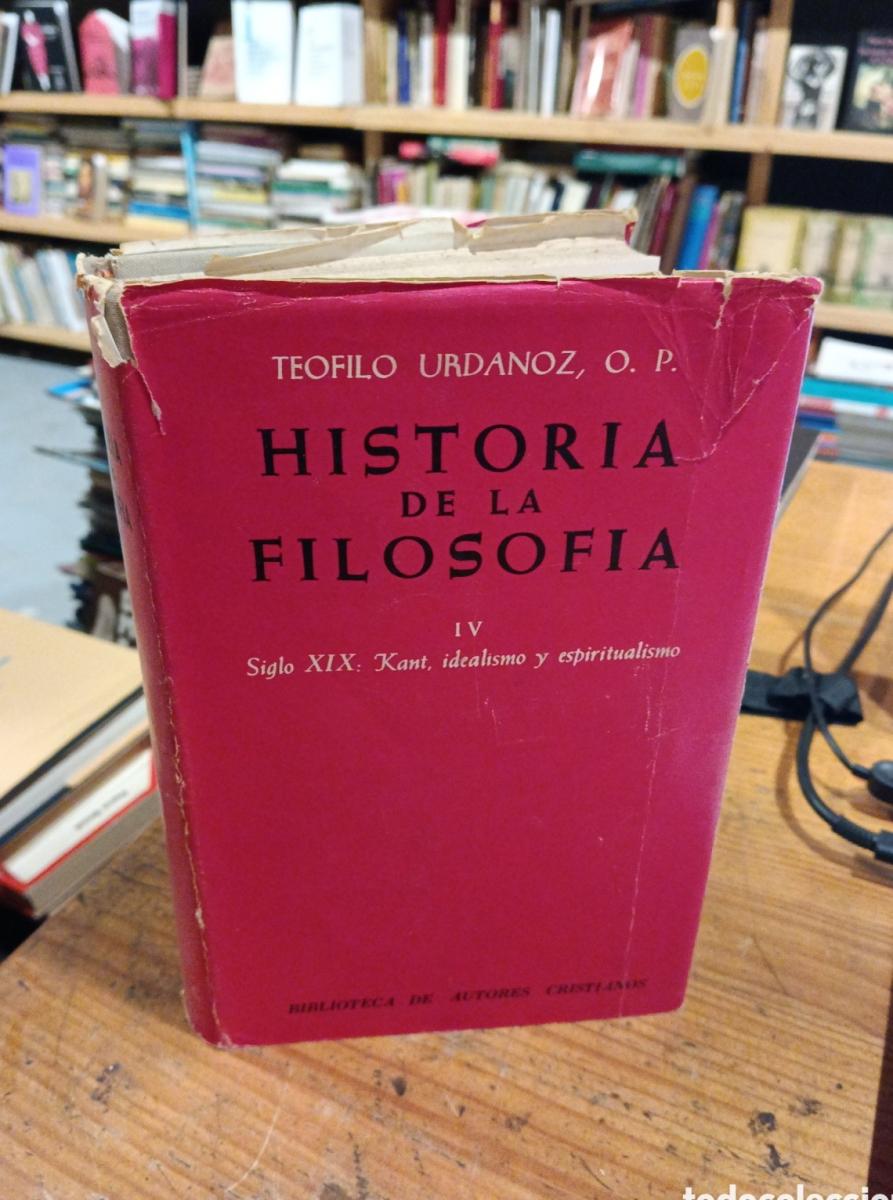 TEOFILO URDANOZ, O. P.
HISTORIA
DE LA
FILOSOFIA
IV
Siglo XIX: Kant, idealismo y espiritualismo
BIBLIOTECA DE AUTORES CRISTIANOS